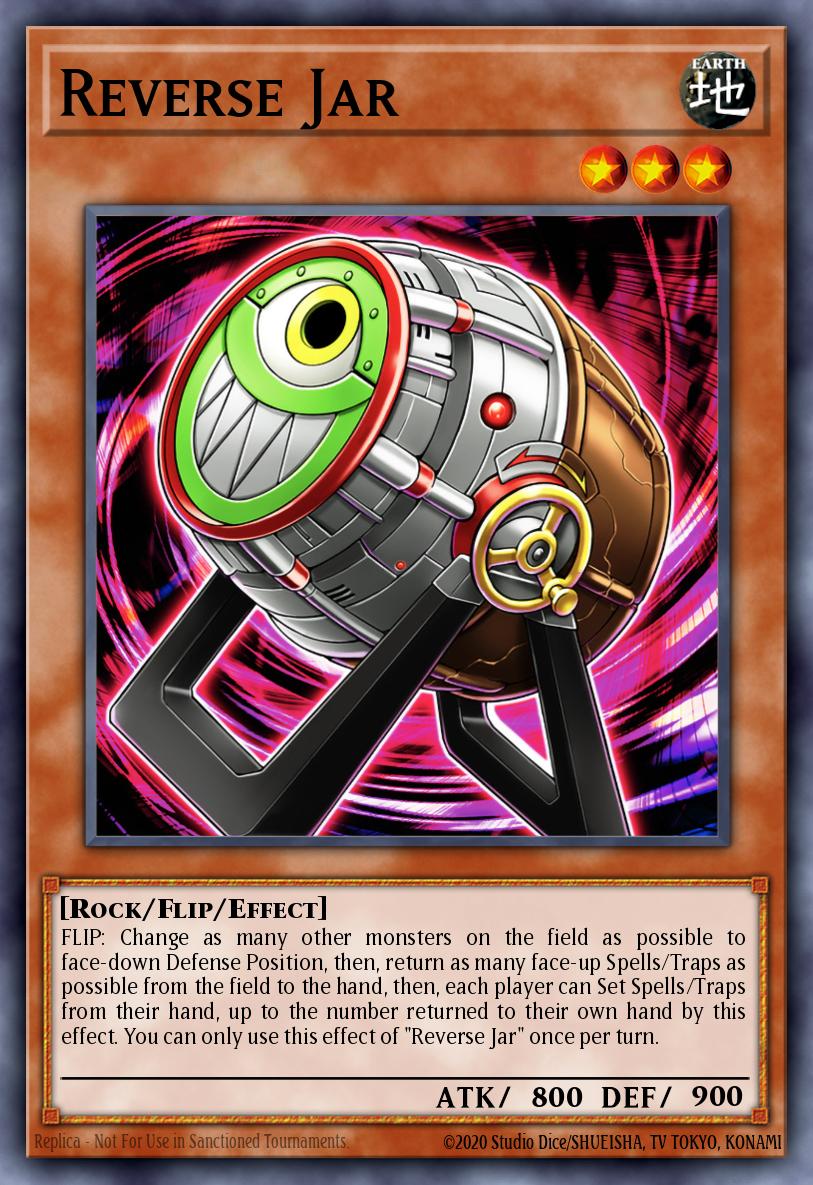 Reverse Jar
EARTH
地
[Rock/Flip/Effect]
FLIP: Change as many other monsters on the field as possible to
face-down Defense Position, then, return as many face-up Spells/Traps as
possible from the field to the hand, then, each player can Set Spells/Traps
from their hand, up to the number returned to their own hand by this
effect. You can only use this effect of "Reverse Jar" once per turn.
ATK/ 800 DEF/ 900
Replica - Not For Use in Sanctioned Tournaments.
©2020 Studio Dice/SHUEISHA, TV TOKYO, KONAMI